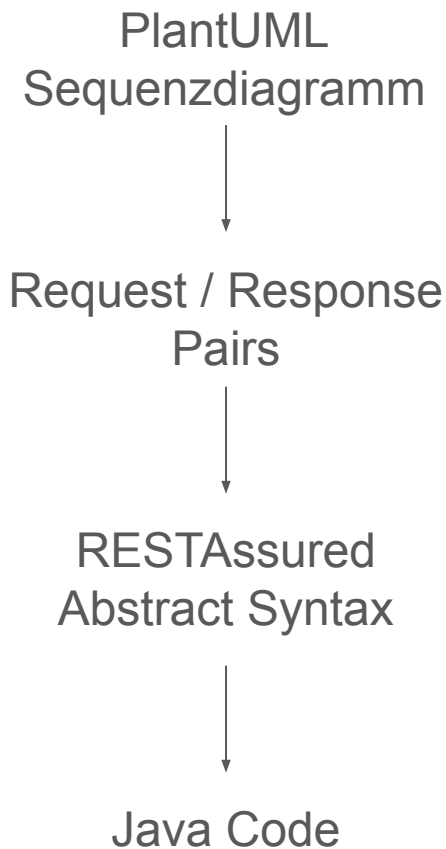 PlantUML
Sequenzdiagramm
Request / Response
Pairs
RESTAssured
Abstract Syntax
Java Code